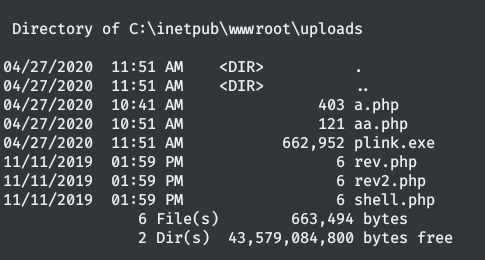 Directory of C:\inetpub\wwwroot\uploads
04/27/2020  11:51 AM    <DIR>          .
04/27/2020  11:51 AM    <DIR>          ..
04/27/2020  10:41 AM               403 a.php
04/27/2020  10:51 AM               121 aa.php
04/27/2020  11:51 AM           662,952 plink.exe
11/11/2019  01:59 PM                 6 rev.php
11/11/2019  01:59 PM                 6 rev2.php
11/11/2019  01:59 PM                 6 shell.php
               6 File(s)        663,494 bytes
               2 Dir(s)  43,579,084,800 bytes free